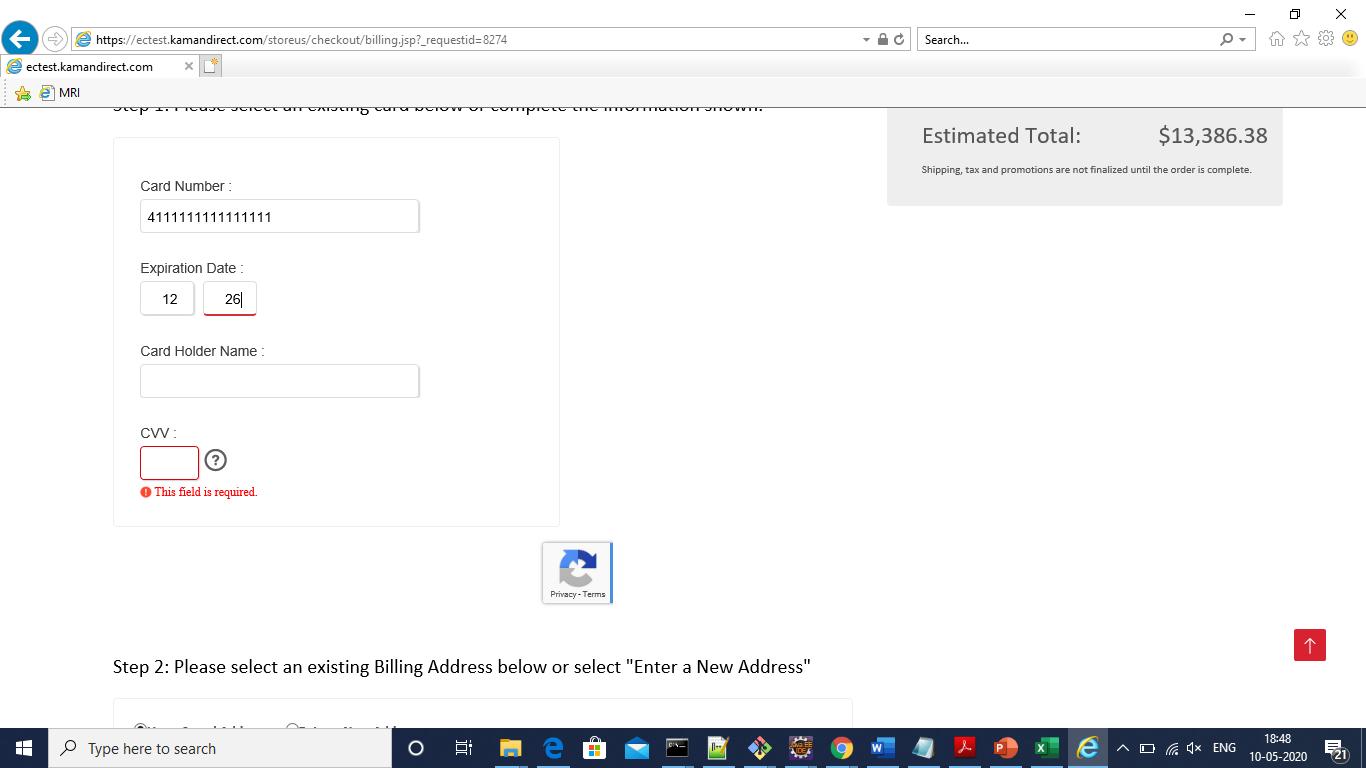 https://ectest.kamandirect.com/storeus/checkout/billing.jsp?_requestid=8274
Search...
ectest.kamandirect.com
MRI
Step 1: Please select an existing card below or complete the information shown.
Estimated Total: $13,386.38
Shipping, tax and promotions are not finalized until the order is complete.
Card Number :
4111111111111111
Expiration Date :
12 26
Card Holder Name :
CVV :
?
! This field is required.
Privacy - Terms
Step 2: Please select an existing Billing Address below or select "Enter a New Address"
Type here to search
ENG
18:48
10-05-2020
21